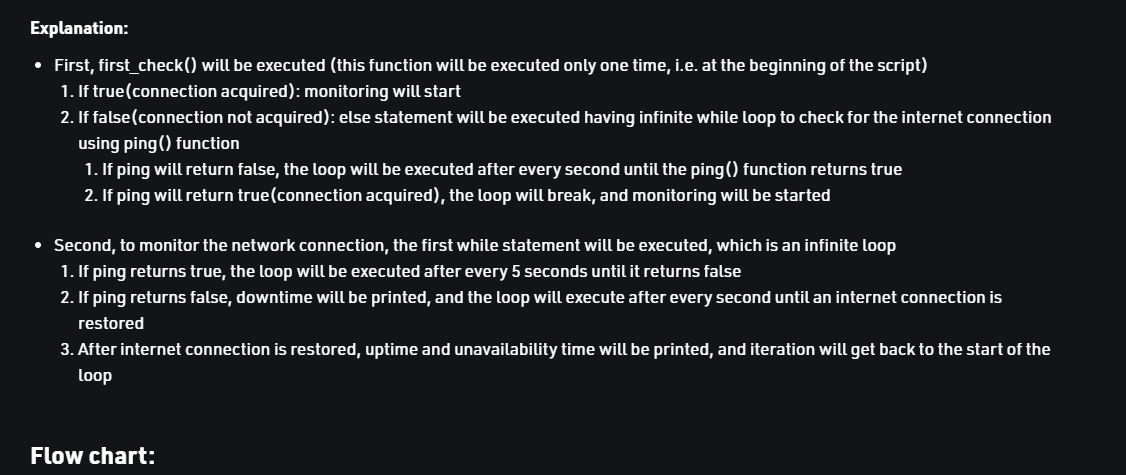 Explanation:
• First, first_check() will be executed (this function will be executed only one time, i.e. at the beginning of the script)
1. If true(connection acquired): monitoring will start
2. If false(connection not acquired): else statement will be executed having infinite while loop to check for the internet connection
using ping() function
1. If ping will return false, the loop will be executed after every second until the ping() function returns true
2. If ping will return true(connection acquired), the loop will break, and monitoring will be started
• Second, to monitor the network connection, the first while statement will be executed, which is an infinite loop
1. If ping returns true, the loop will be executed after every 5 seconds until it returns false
2. If ping returns false, downtime will be printed, and the loop will execute after every second until an internet connection is
restored
3. After internet connection is restored, uptime and unavailability time will be printed, and iteration will get back to the start of the
loop
Flow chart: